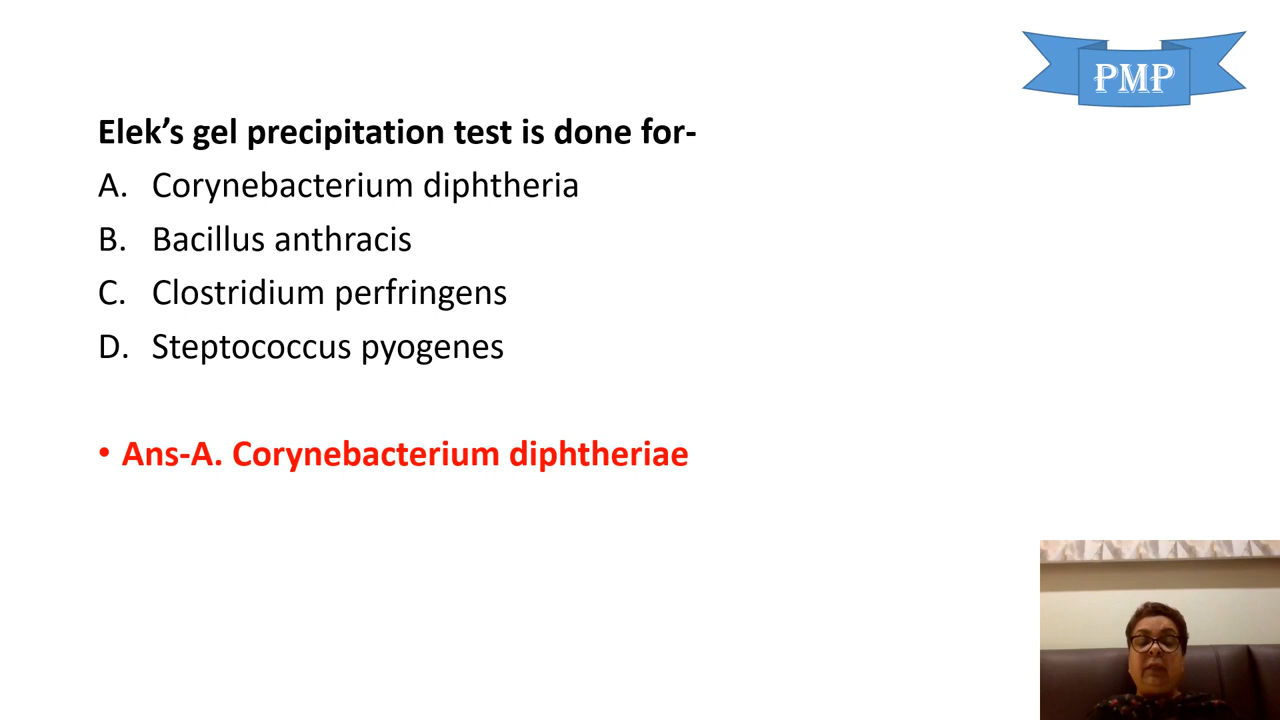 PMP
Elek’s gel precipitation test is done for-
A. Corynebacterium diphtheria
B. Bacillus anthracis
C. Clostridium perfringens
D. Steptococcus pyogenes
• Ans-A. Corynebacterium diphtheriae